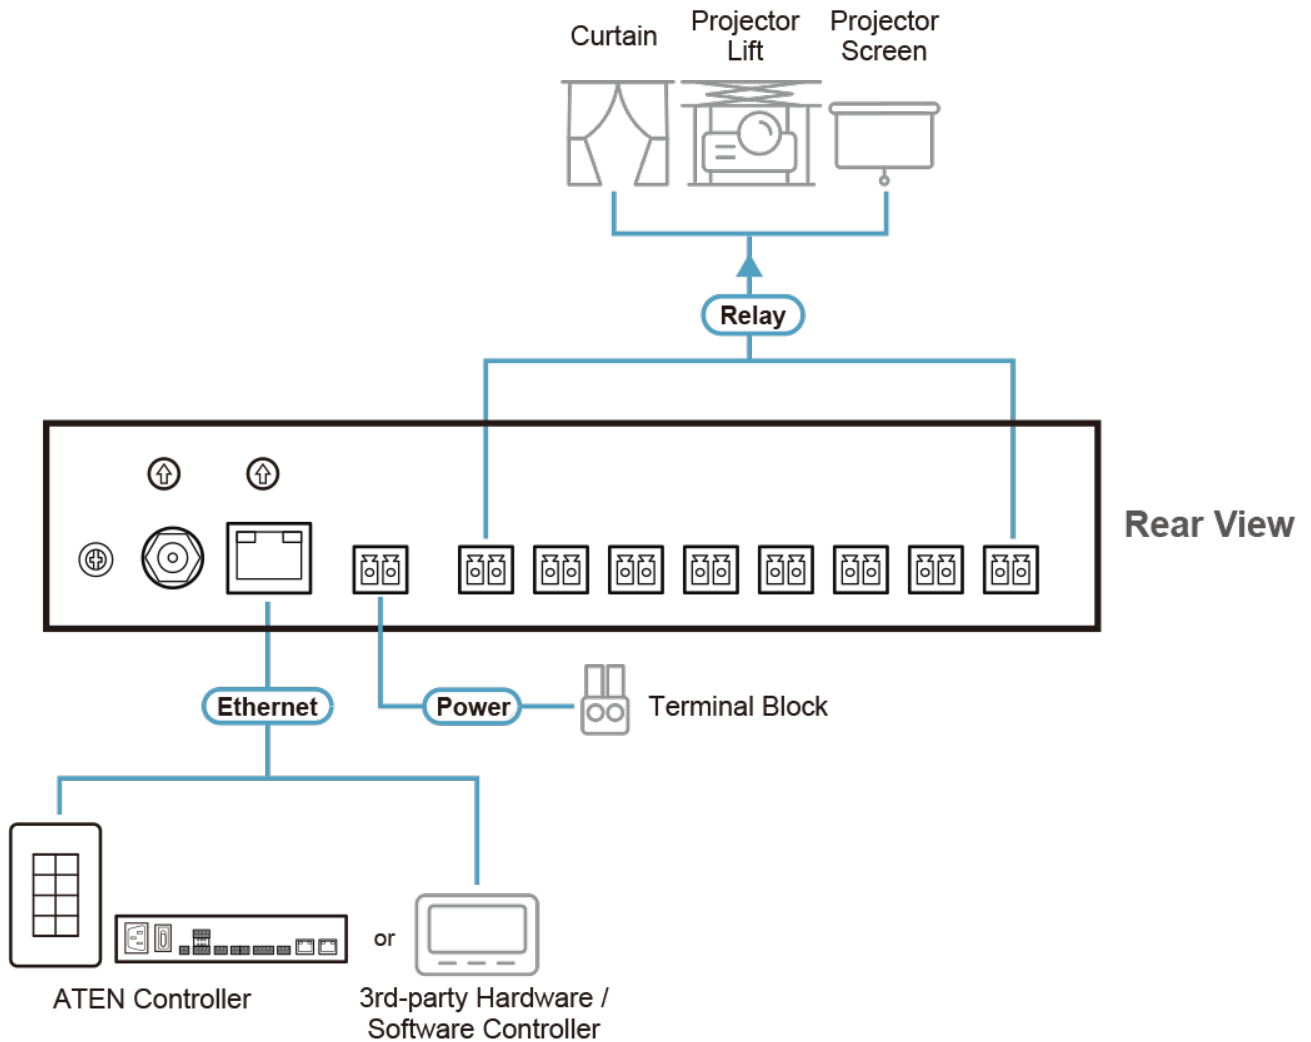 Curtain
Projector
Lift
Projector
Screen
Relay
Rear View
Ethernet
Power
Terminal Block
or
ATEN Controller
3rd-party Hardware /
Software Controller